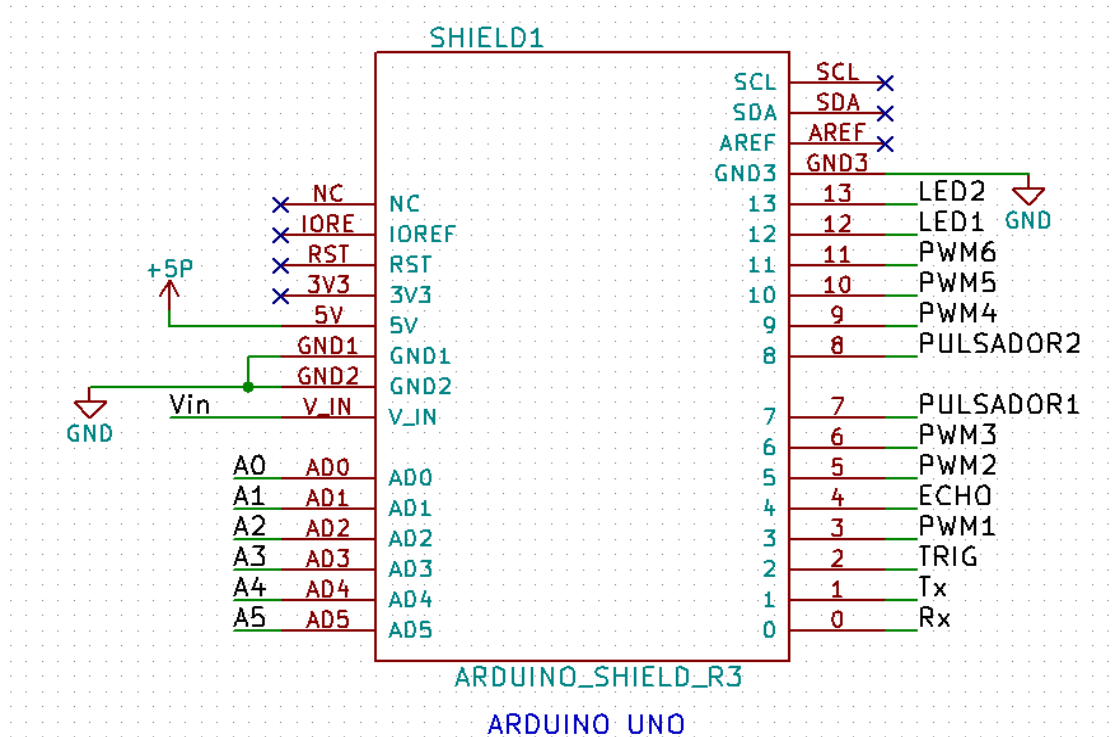 SHIELD1
SCL SCL
SDA SDA
AREF AREF
GND3 GND3
GND
13 13 LED2
12 12 LED1
11 11 PWM6
10 10 PWM5
9 9 PWM4
8 8 PULSADOR2
7 7 PULSADOR1
6 6 PWM3
5 5 PWM2
4 4 ECHO
3 3 PWM1
2 2 TRIG
1 1 Tx
0 0 Rx
NC NC
IORE IOREF
RST RST
3V3 3V3
+5P
5V 5V
GND1 GND1
GND2 GND2
GND
Vin V_IN V_IN
A0 AD0 AD0
A1 AD1 AD1
A2 AD2 AD2
A3 AD3 AD3
A4 AD4 AD4
A5 AD5 AD5
ARDUINO_SHIELD_R3
ARDUINO UNO